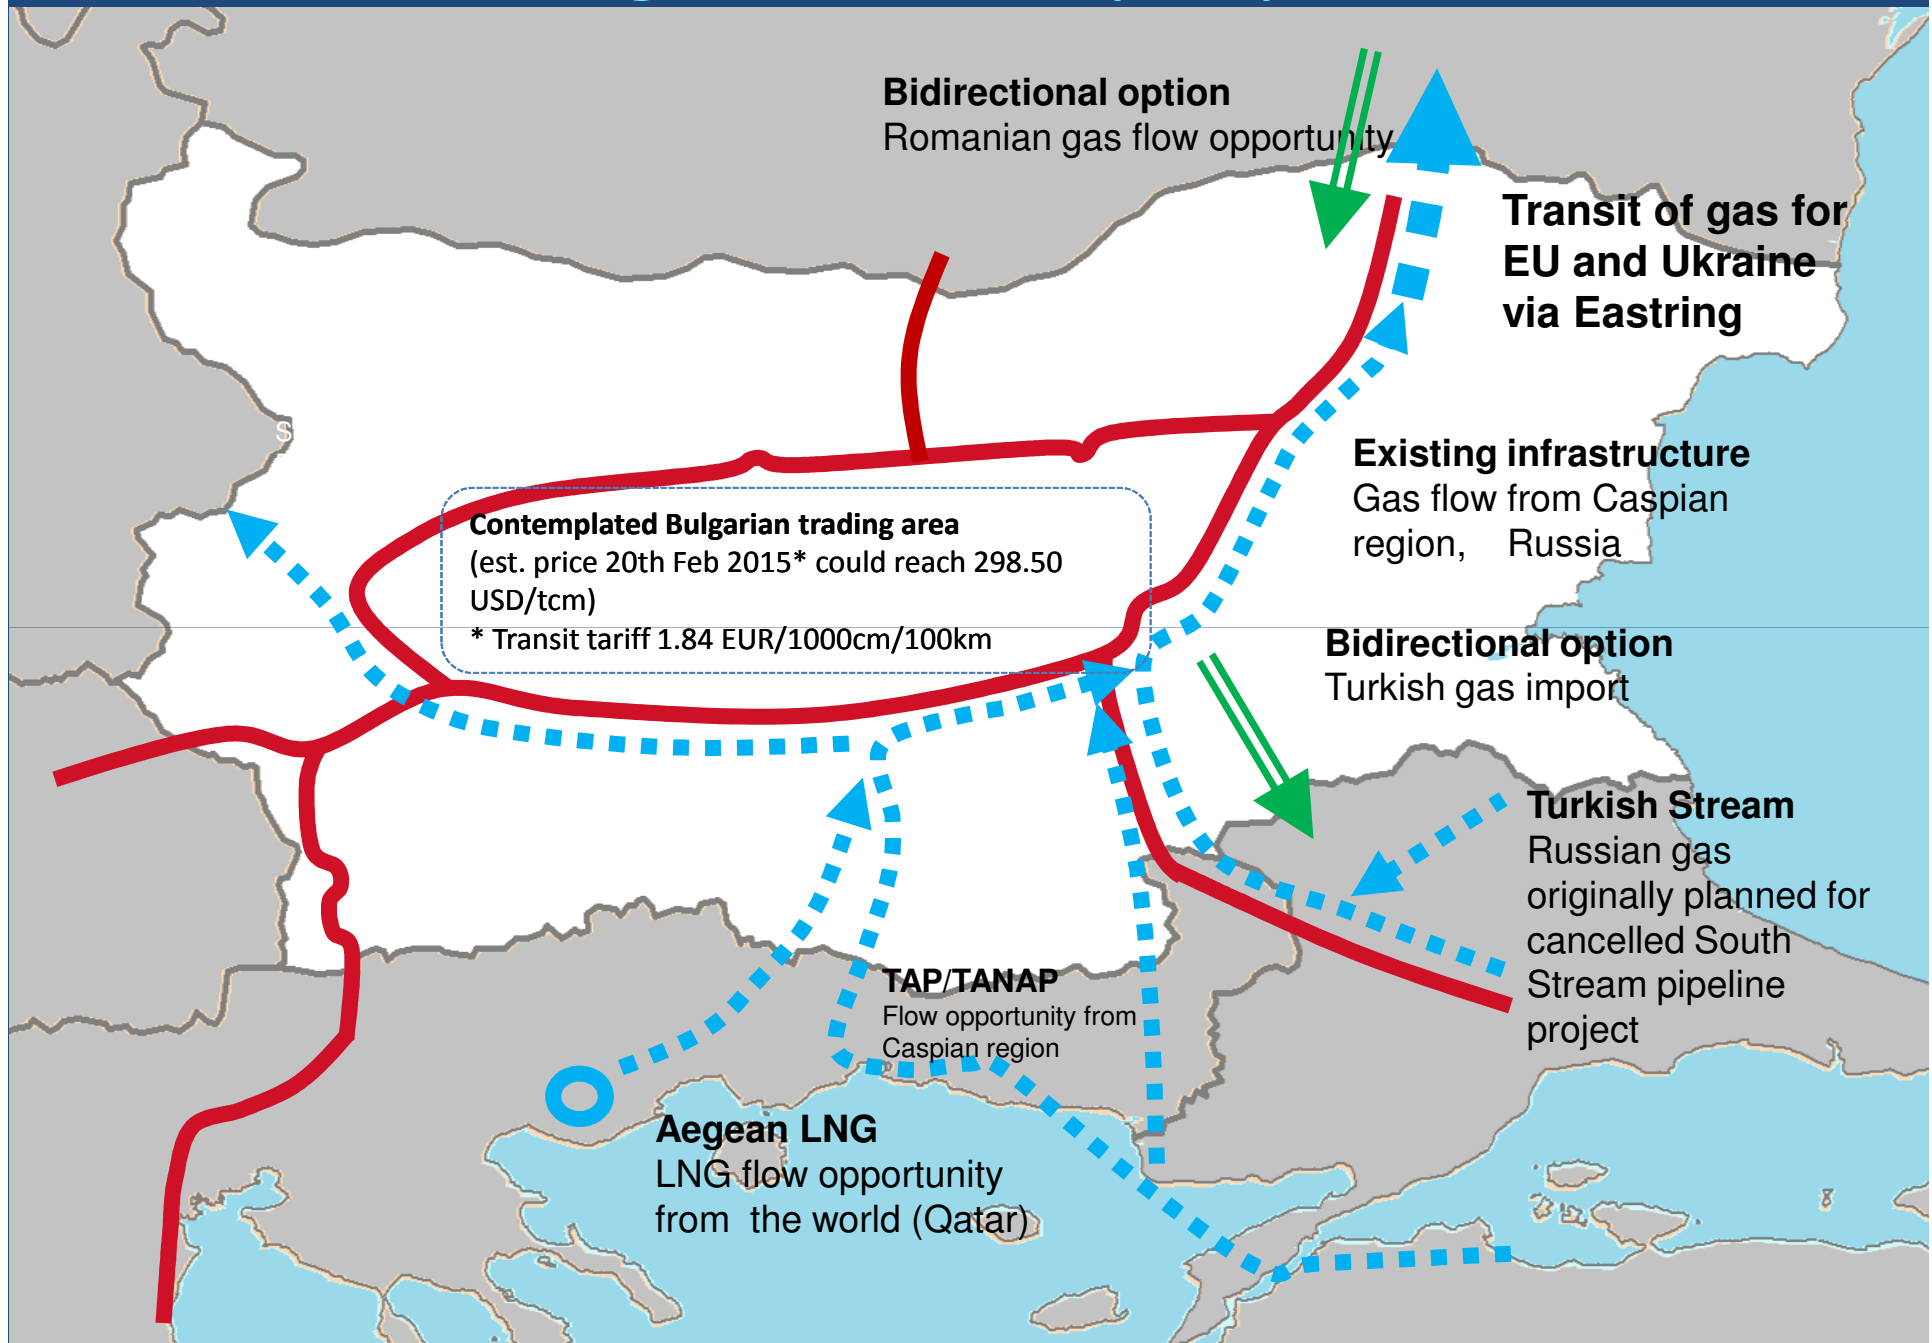 Bidirectional option
Romanian gas flow opportunity
Transit of gas for
EU and Ukraine
via Eastring
S
Existing infrastructure
Gas flow from Caspian
region, Russia
Contemplated Bulgarian trading area
(est. price 20th Feb 2015* could reach 298.50
USD/tcm)
* Transit tariff 1.84 EUR/1000cm/100km
Bidirectional option
Turkish gas import
Turkish Stream
Russian gas
originally planned for
cancelled South
Stream pipeline
project
TAP/TANAP
Flow opportunity from
Caspian region
Aegean LNG
LNG flow opportunity
from the world (Qatar)